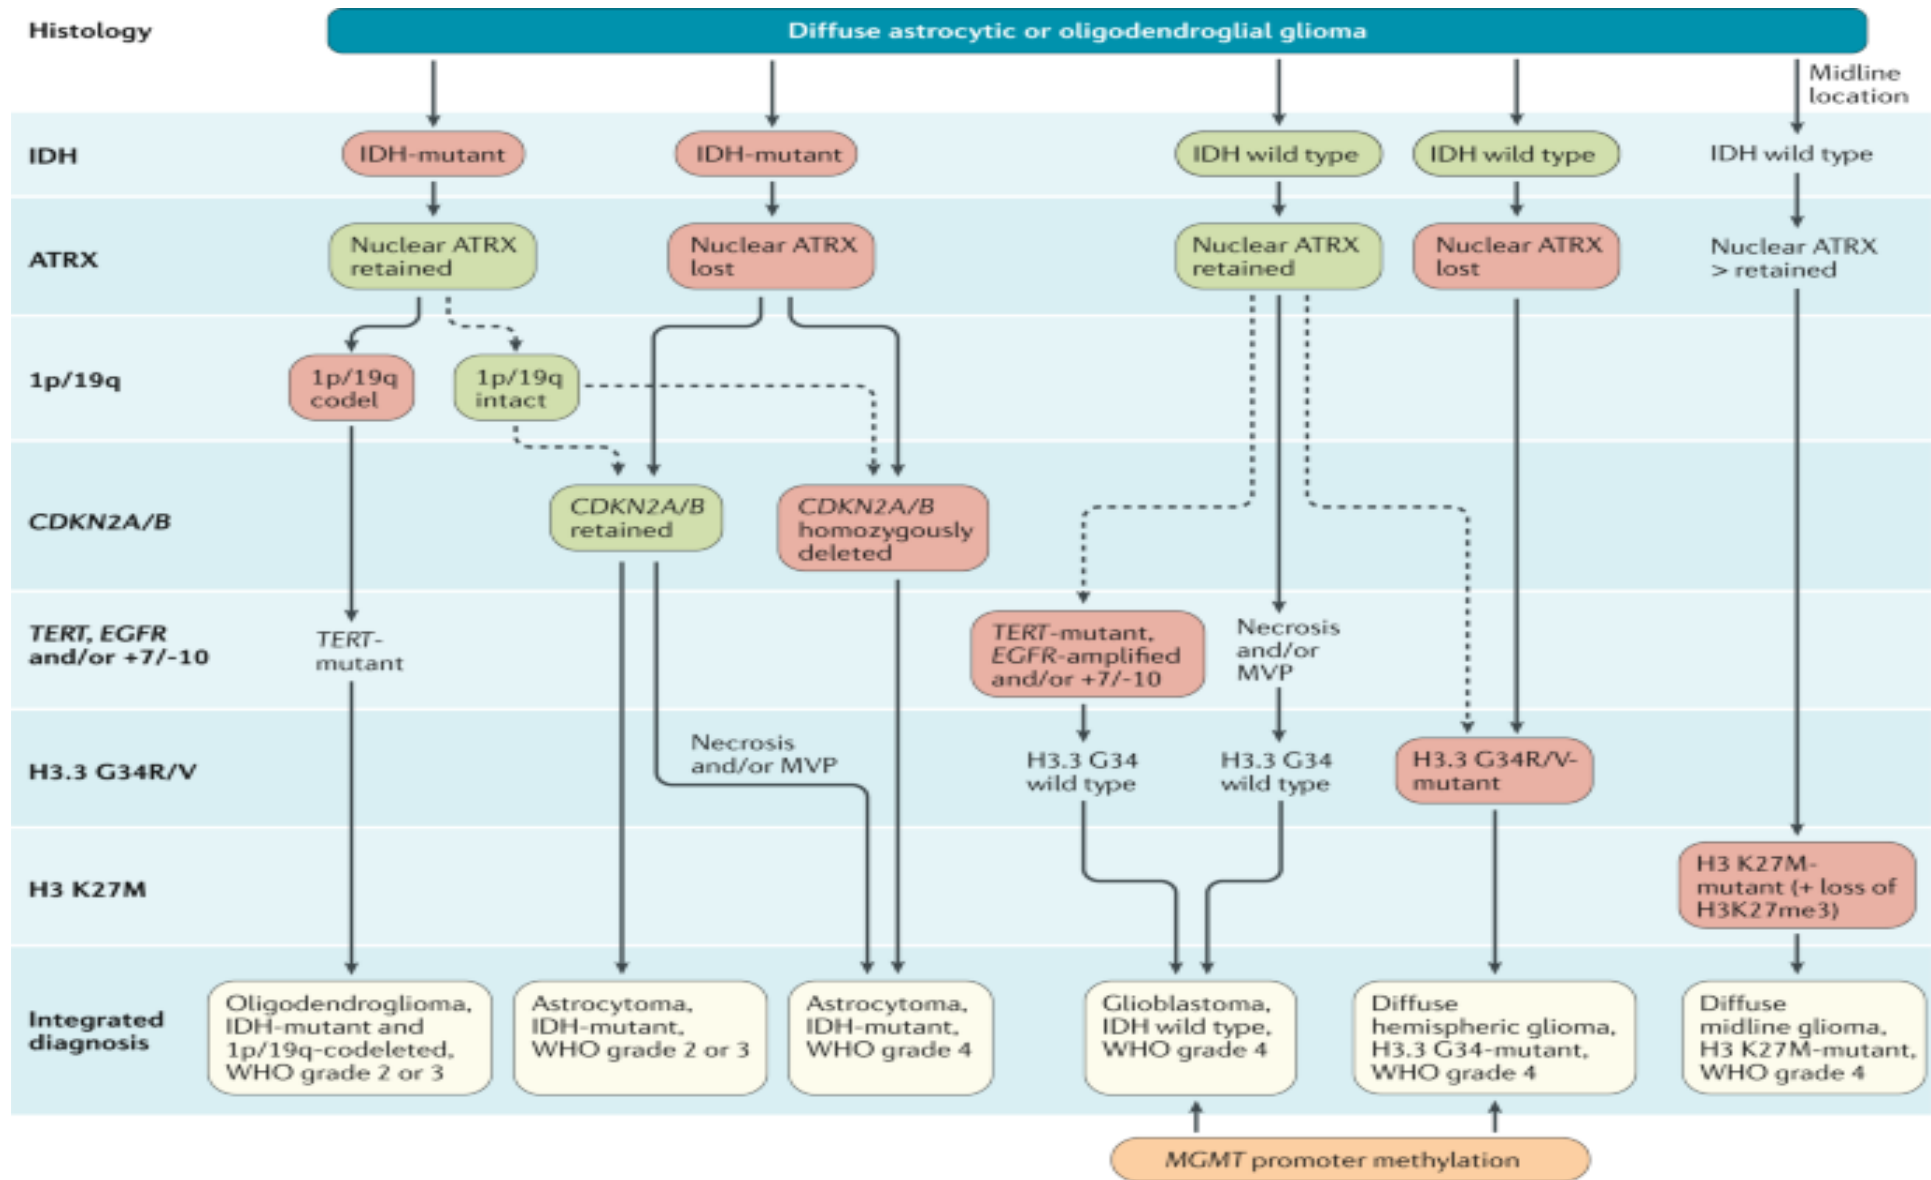 Histology
Diffuse astrocytic or oligodendroglial glioma
Midline
location
IDH
IDH-mutant
IDH-mutant
IDH wild type
IDH wild type
IDH wild type
ATRX
Nuclear ATRX
retained
Nuclear ATRX
lost
Nuclear ATRX
retained
Nuclear ATRX
lost
Nuclear ATRX
> retained
1p/19q
1p/19q
codel
1p/19q
intact
CDKN2A/B
CDKN2A/B
retained
CDKN2A/B
homozygously
deleted
TERT, EGFR
and/or +7/-10
TERT-
mutant
TERT-mutant,
EGFR-amplified
and/or +7/-10
Necrosis
and/or
MVP
H3.3 G34R/V
Necrosis
and/or MVP
H3.3 G34
wild type
H3.3 G34
wild type
H3.3 G34R/V-
mutant
H3 K27M
H3 K27M-
mutant (+ loss of
H3K27me3)
Integrated
diagnosis
Oligodendroglioma,
IDH-mutant and
1p/19q-codeleted,
WHO grade 2 or 3
Astrocytoma,
IDH-mutant,
WHO grade 2 or 3
Astrocytoma,
IDH-mutant,
WHO grade 4
Glioblastoma,
IDH wild type,
WHO grade 4
Diffuse
hemispheric glioma,
H3.3 G34-mutant,
WHO grade 4
Diffuse
midline glioma,
H3 K27M-mutant,
WHO grade 4
MGMT promoter methylation